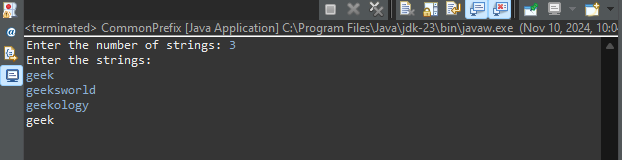 <terminated> CommonPrefix [Java Application] C:\Program Files\Java\jdk-23\bin\javaw.exe (Nov 10, 2024, 10:0
Enter the number of strings: 3
Enter the strings:
geek
geeksworld
geekology
geek